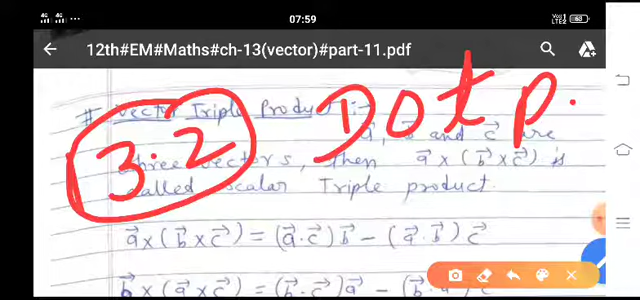 07:59
12th#EM#Maths#ch-13(vector)#part-11.pdf
# Vector Triple Product :-
3.2 Dot p.
and c⃗ are
three vectors, then a⃗ × (b⃗ × c⃗) is
called Scalar Triple product.
a⃗ × (b⃗ × c⃗) = (a⃗ . c⃗) b⃗ – (a⃗ . b⃗) c⃗
b⃗ × (a⃗ × c⃗) = (b⃗ . c⃗) a⃗ – (b⃗ .